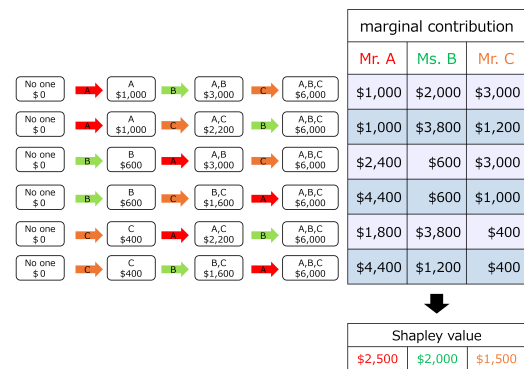 marginal contribution
Mr. A Ms. B Mr. C
No one A A,B A,B,C
$0 A $1,000 B $3,000 C $6,000 $1,000 $2,000 $3,000
No one A A,C A,B,C
$0 A $1,000 C $2,200 B $6,000 $1,000 $3,800 $1,200
No one B A,B A,B,C
$0 B $600 A $3,000 C $6,000 $2,400 $600 $3,000
No one B B,C A,B,C
$0 B $600 C $1,600 A $6,000 $4,400 $600 $1,000
No one C A,C A,B,C
$0 C $400 A $2,200 B $6,000 $1,800 $3,800 $400
No one C B,C A,B,C
$0 C $400 B $1,600 A $6,000 $4,400 $1,200 $400
Shapley value
$2,500 $2,000 $1,500